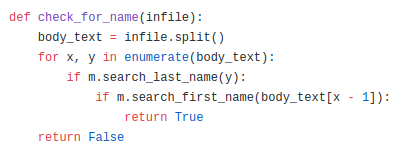 def check_for_name(infile):
    body_text = infile.split()
    for x, y in enumerate(body_text):
        if m.search_last_name(y):
            if m.search_first_name(body_text[x - 1]):
                return True
    return False